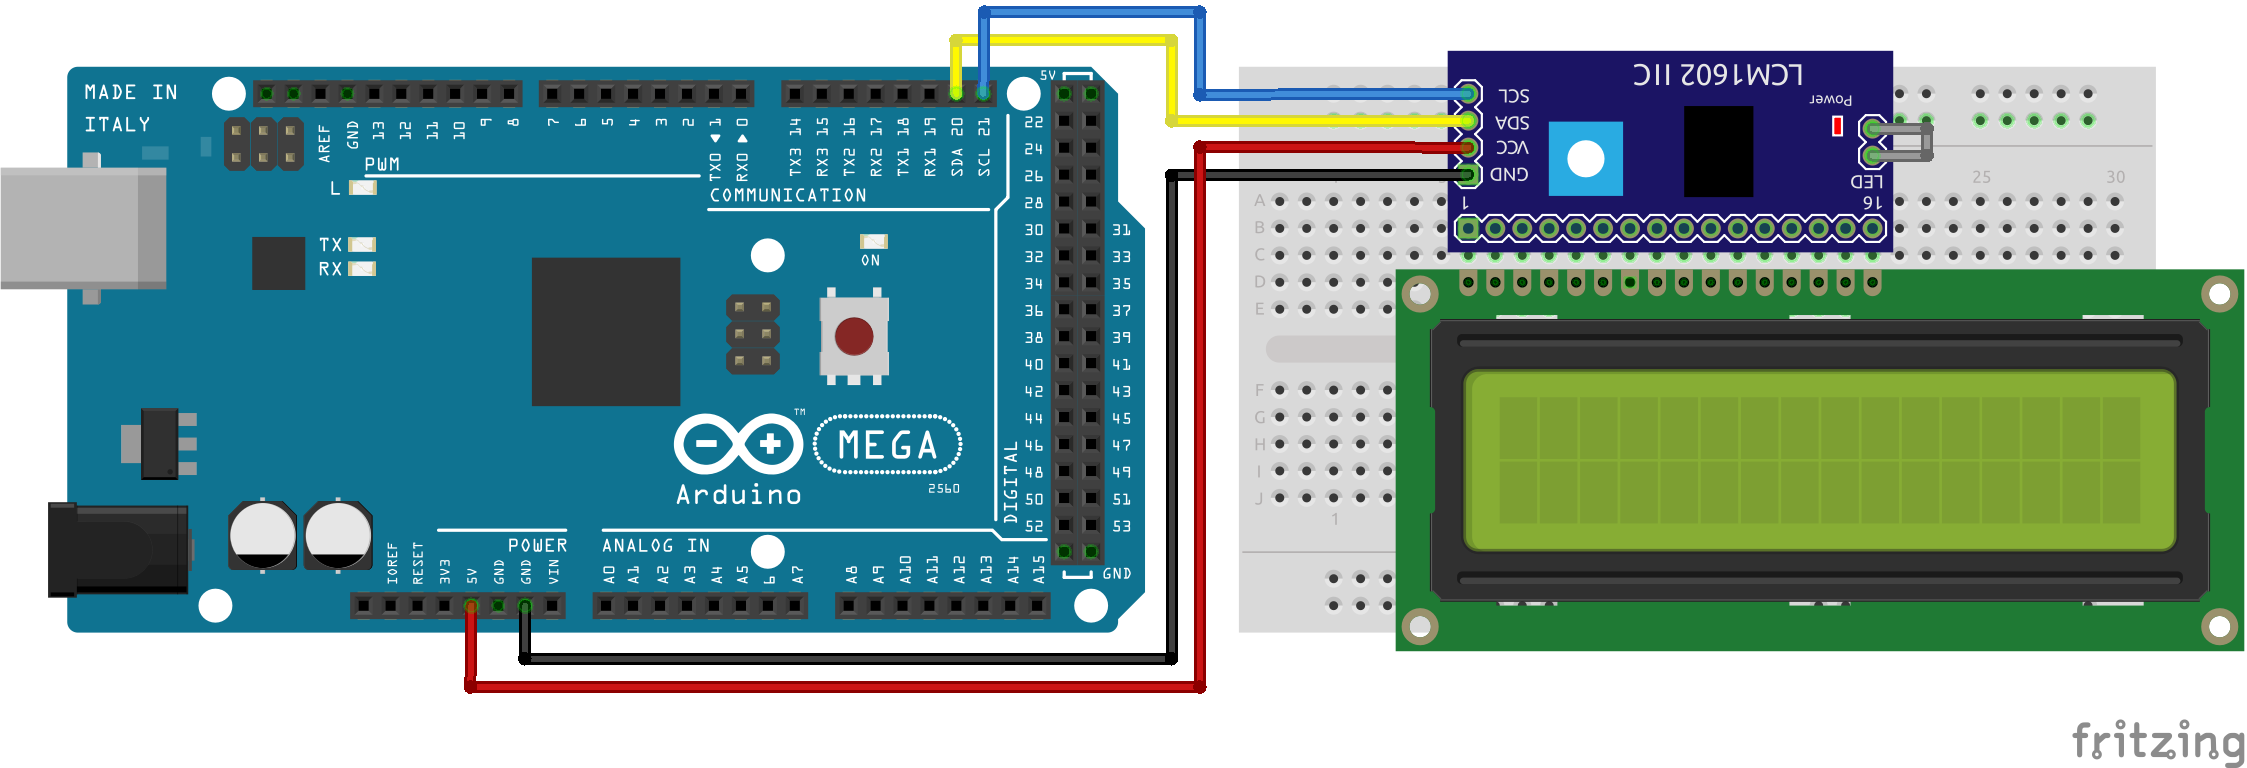 MADE IN
ITALY
AREF
GND
13
12
11
10
9
8
7
6
5
4
3
2
TX0 ▶ 1
RX0 ◀ 0
TX3 14
RX3 15
TX2 16
RX2 17
TX1 18
RX1 19
SDA 20
SCL 21
PWM
COMMUNICATION
L
TX
RX
ON
5V
22
24
26
28
30
31
32
33
34
35
36
37
38
39
40
41
42
43
44
45
46
47
48
49
50
51
52
53
GND
DIGITAL
TM
MEGA
Arduino
2560
POWER
ANALOG IN
IOREF
RESET
3V3
5V
GND
GND
VIN
A0
A1
A2
A3
A4
A5
6
A7
A8
A9
A10
A11
A12
A13
A14
A15
LCM1602 IIC
SCL
SDA
VCC
GND
Power
LED
1
16
25
30
A
B
C
D
E
F
G
H
I
J
1
fritzing